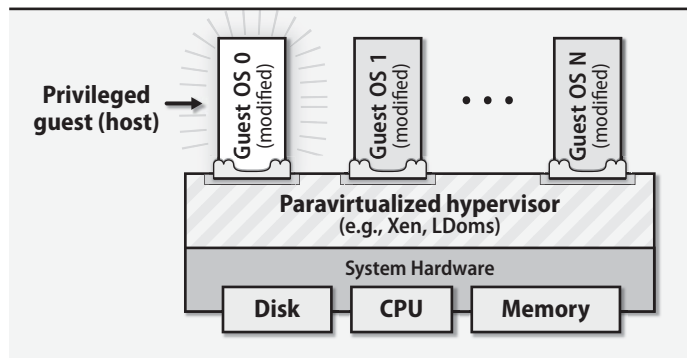 Privileged
guest (host)
Guest OS 0
(modified)
Guest OS 1
(modified)
• • •
Guest OS N
(modified)
Paravirtualized hypervisor
(e.g., Xen, LDoms)
System Hardware
Disk
CPU
Memory